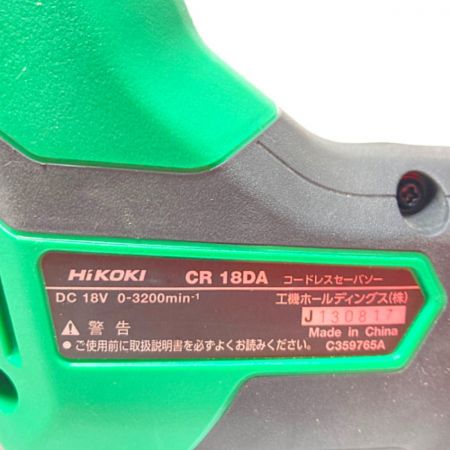 HiKOKI CR 18DA コードレスセーバソー
DC 18V 0-3200min-¹ 工機ホールディングス(株)
J130817
⚠ 警告 Made in China
● ご使用前に取扱説明書を必ずよくお読みください。 C359765A